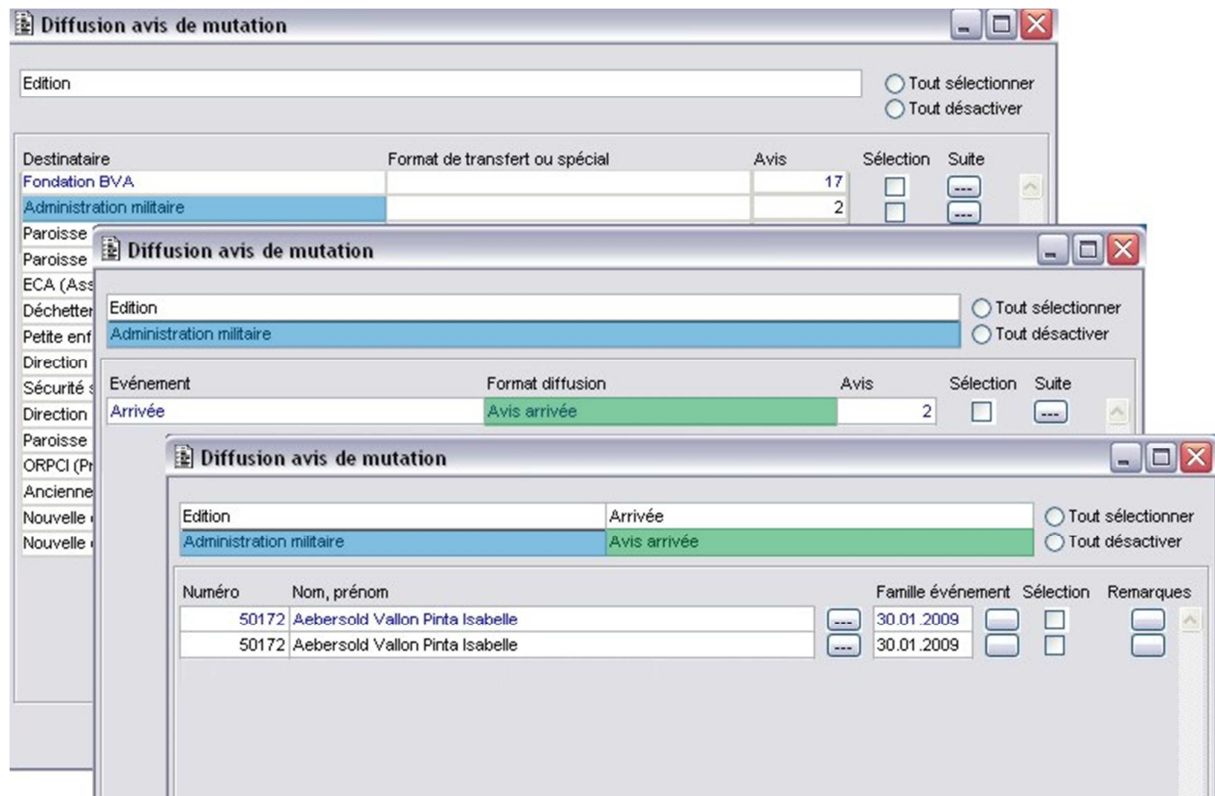 Diffusion avis de mutation
Edition
Tout sélectionner
Tout désactiver
Destinataire Format de transfert ou spécial Avis Sélection Suite
Fondation BVA 17 ---
Administration militaire 2 ---
Paroisse
Paroisse
ECA
Petite
Direction
Sécurité
Direction
Paroisse
ORPCI
Ancienne
Nouvelle
Nouvelle
Diffusion avis de mutation
Edition Tout sélectionner
Administration militaire Tout désactiver
Evénement Format diffusion Avis Sélection Suite
Arrivée Avis arrivée 2 ---
Diffusion avis de mutation
Edition Arrivée Tout sélectionner
Administration militaire Avis arrivée Tout désactiver
Numéro Nom, prénom Famille événement Sélection Remarques
50172 Aebersold Vallon Pinta Isabelle --- 30.01.2009
50172 Aebersold Vallon Pinta Isabelle --- 30.01.2009